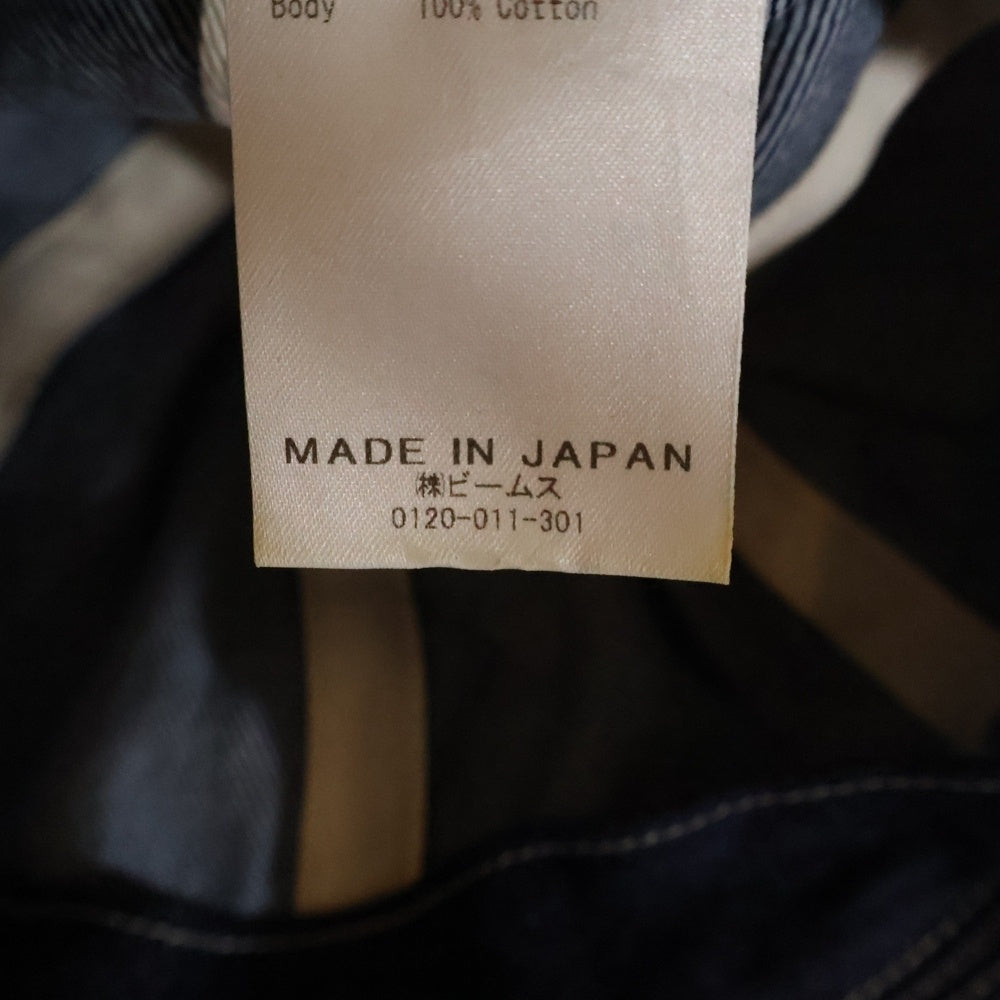 Body 100% Cotton
MADE IN JAPAN
㈱ビームス
0120-011-301